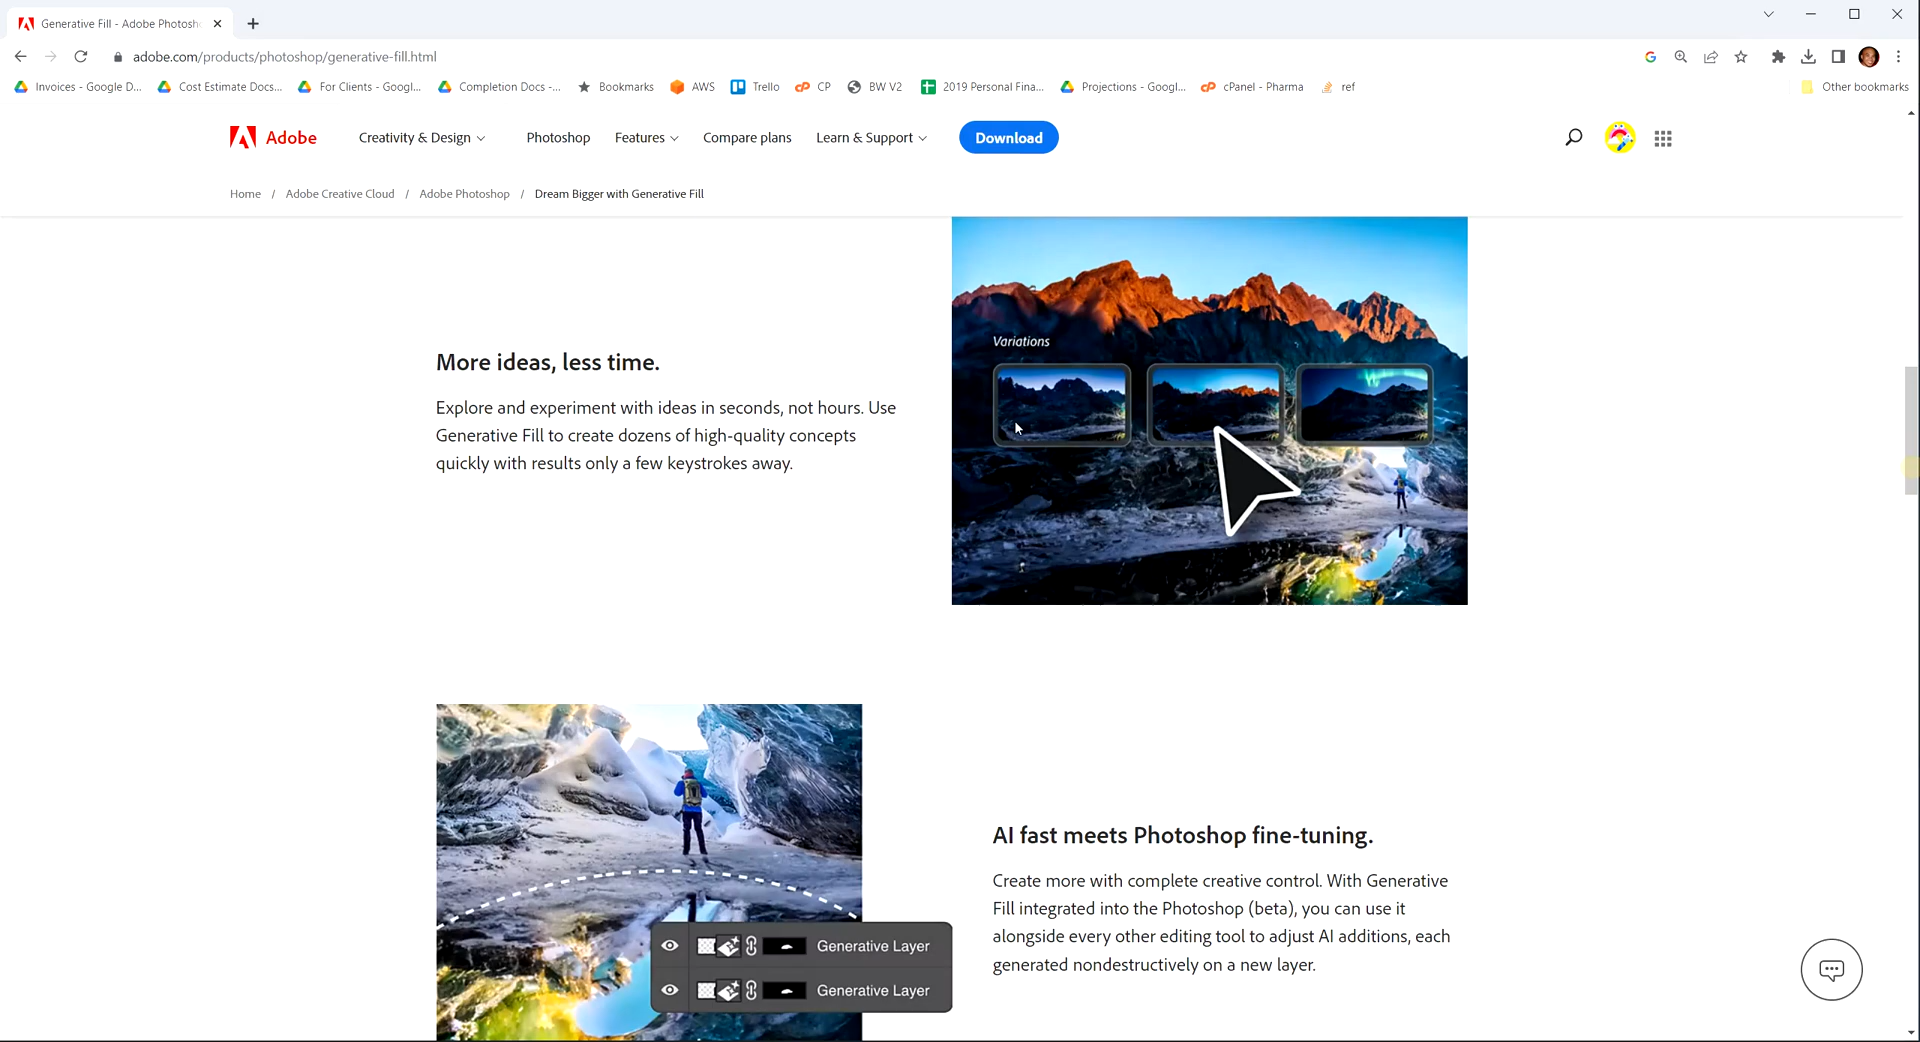 Generative Fill - Adobe Photosh
adobe.com/products/photoshop/generative-fill.html
Invoices - Google D... Cost Estimate Docs... For Clients - Googl... Completion Docs -... Bookmarks AWS Trello CP BW V2 2019 Personal Fina... Projections - Googl... cPanel - Pharma ref Other bookmarks
Adobe Creativity & Design Photoshop Features Compare plans Learn & Support Download
Home / Adobe Creative Cloud / Adobe Photoshop / Dream Bigger with Generative Fill
More ideas, less time.
Explore and experiment with ideas in seconds, not hours. Use
Generative Fill to create dozens of high-quality concepts
quickly with results only a few keystrokes away.
Variations
Generative Layer
Generative Layer
AI fast meets Photoshop fine-tuning.
Create more with complete creative control. With Generative
Fill integrated into the Photoshop (beta), you can use it
alongside every other editing tool to adjust AI additions, each
generated nondestructively on a new layer.